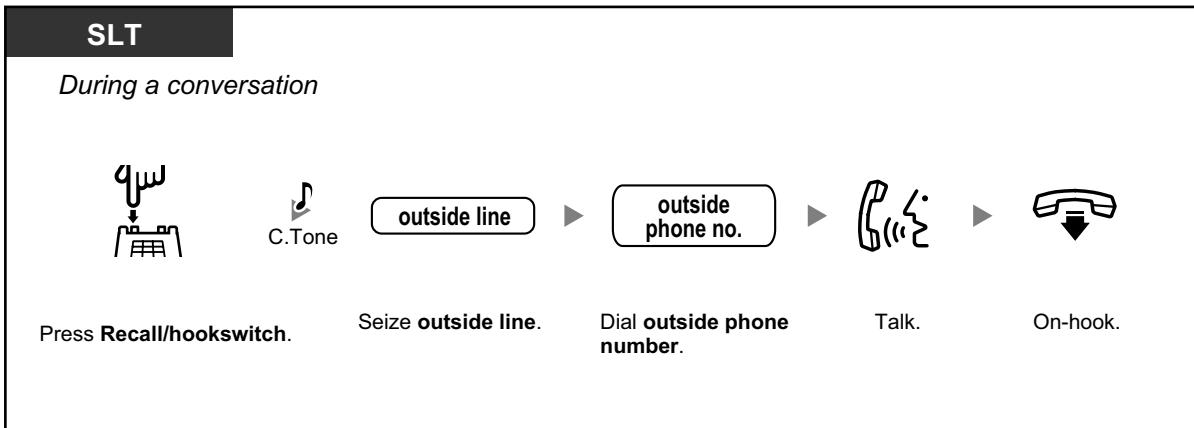 SLT
During a conversation
C.Tone
outside line
outside
phone no.
Press Recall/hookswitch.
Seize outside line.
Dial outside phone
number.
Talk.
On-hook.